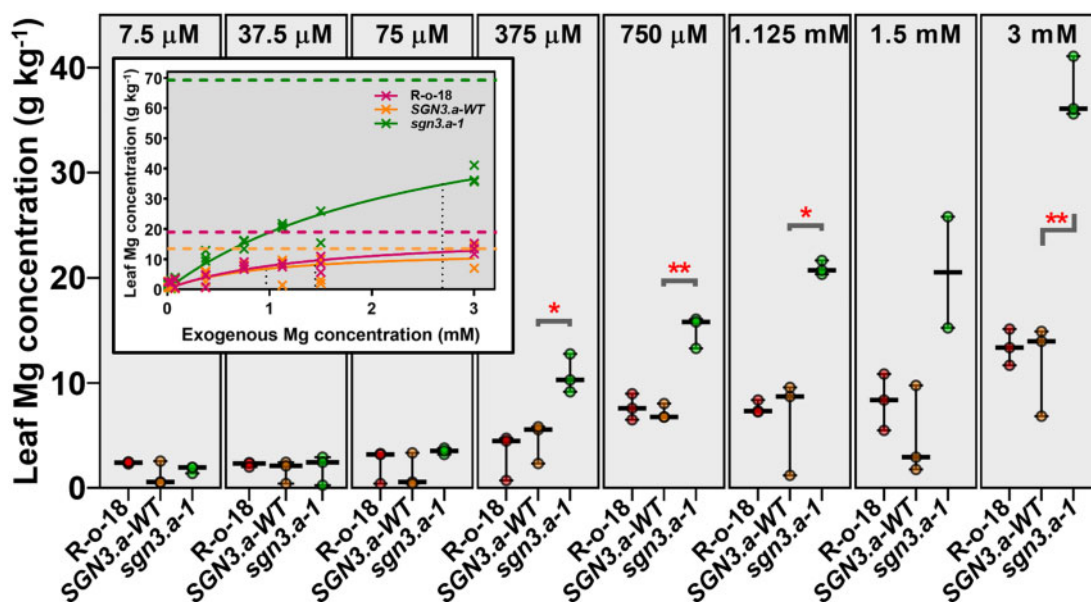 7.5 μM 37.5 μM 75 μM 375 μM 750 μM 1.125 mM 1.5 mM 3 mM
Leaf Mg concentration (g kg⁻¹)
40
30
20
10
0
Leaf Mg concentration (g kg⁻¹)
70
60
50
40
30
20
10
0
R-o-18
SGN3.a-WT
sgn3.a-1
0 1 2 3
Exogenous Mg concentration (mM)
* ** * **
R-o-18 SGN3.a-WT sgn3.a-1 R-o-18 SGN3.a-WT sgn3.a-1 R-o-18 SGN3.a-WT sgn3.a-1 R-o-18 SGN3.a-WT sgn3.a-1 R-o-18 SGN3.a-WT sgn3.a-1 R-o-18 SGN3.a-WT sgn3.a-1 R-o-18 SGN3.a-WT sgn3.a-1 R-o-18 SGN3.a-WT sgn3.a-1